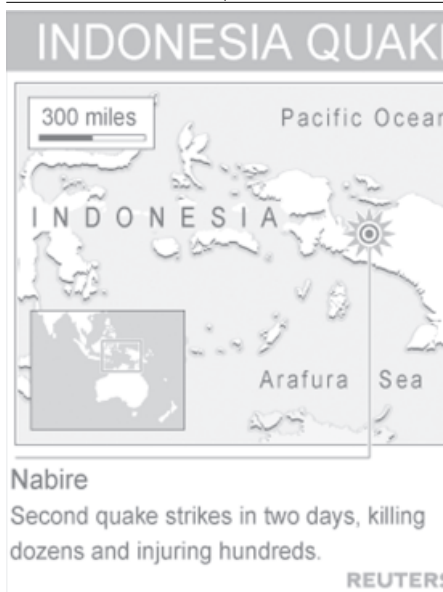 INDONESIA QUAK
300 miles
Pacific Ocean
INDONESIA
Arafura Sea
Nabire
Second quake strikes in two days, killing
dozens and injuring hundreds.
REUTERS